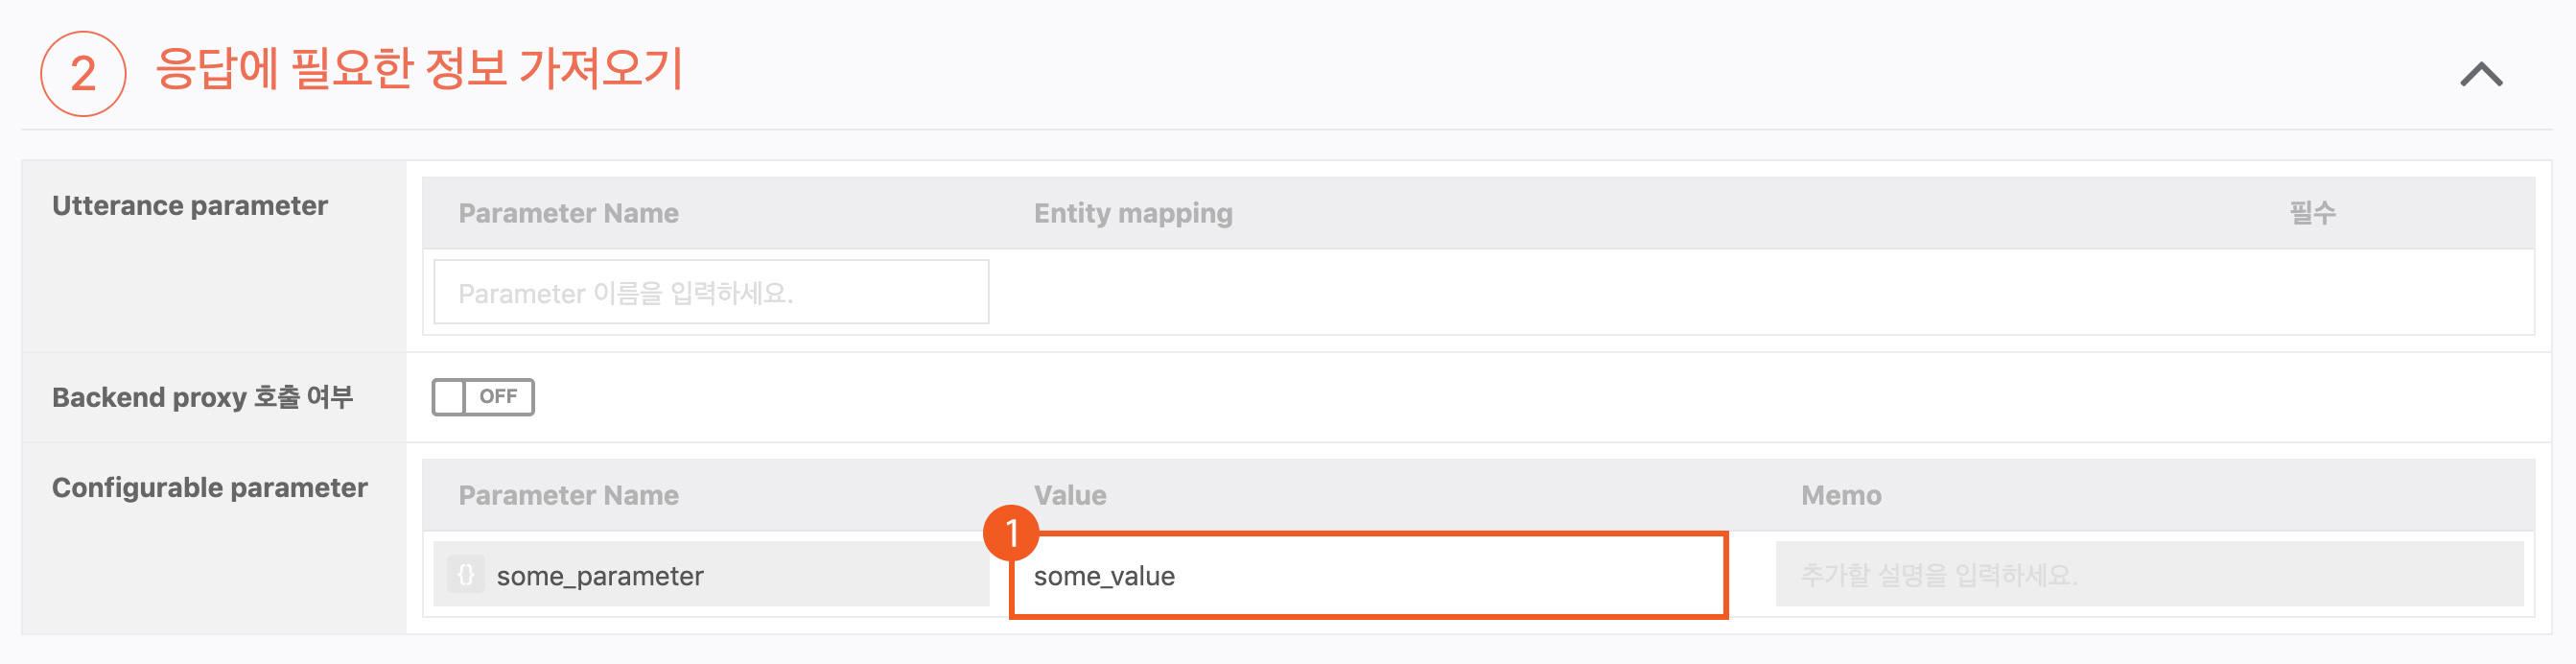 2 응답에 필요한 정보 가져오기
Utterance parameter
Parameter Name Entity mapping 필수
Parameter 이름을 입력하세요.
Backend proxy 호출 여부 OFF
Configurable parameter
Parameter Name Value Memo
1
{} some_parameter some_value 추가할 설명을 입력하세요.